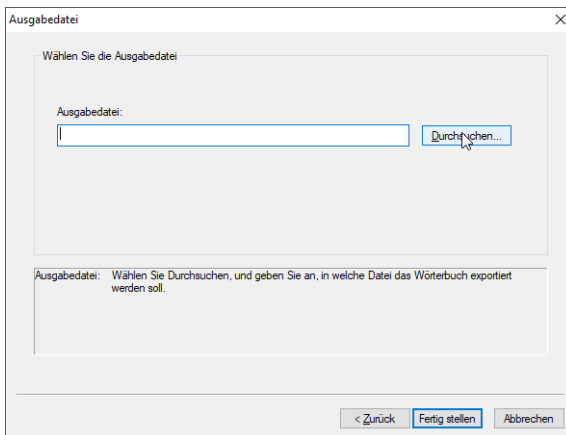 Ausgabedatei
Wählen Sie die Ausgabedatei
Ausgabedatei:
Durchsuchen...
Ausgabedatei: Wählen Sie Durchsuchen, und geben Sie an, in welche Datei das Wörterbuch exportiert
werden soll.
< Zurück Fertig stellen Abbrechen